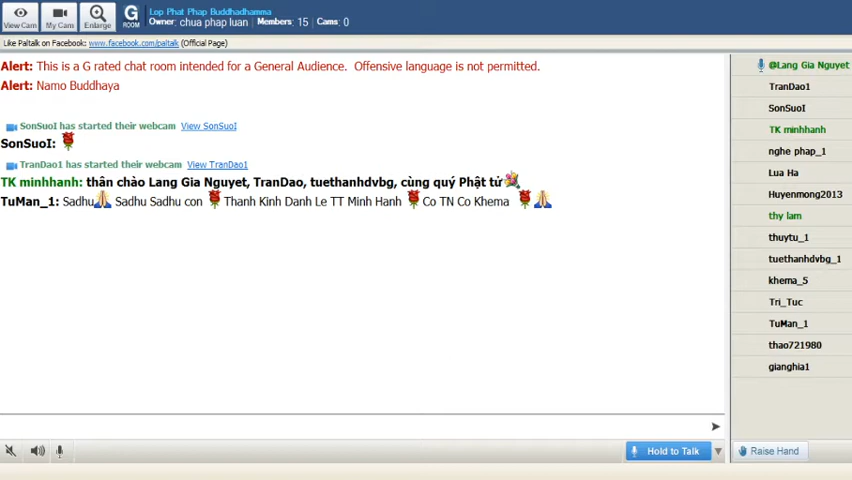 View Cam
My Cam
Enlarge
G
ROOM
Lop Phat Phap Buddhadhamma
Owner: chua phap luan Members: 15 Cams: 0
Like Paltalk on Facebook: www.facebook.com/paltalk (Official Page)
Alert: This is a G rated chat room intended for a General Audience. Offensive language is not permitted.
Alert: Namo Buddhaya
SonSuoI has started their webcam View SonSuoI
SonSuoI:
TranDao1 has started their webcam View TranDao1
TK minhhanh: thân chào Lang Gia Nguyet, TranDao, tuethanhdvbg, cùng quý Phật tử
TuMan_1: Sadhu Sadhu Sadhu con Thanh Kinh Danh Le TT Minh Hanh Co TN Co Khema
@Lang Gia Nguyet
TranDao1
SonSuoI
TK minhhanh
nghe phap_1
Lua Ha
Huyenmong2013
thy lam
thuytu_1
tuethanhdvbg_1
khema_5
Tri_Tuc
TuMan_1
thao721980
gianghia1
Hold to Talk
Raise Hand